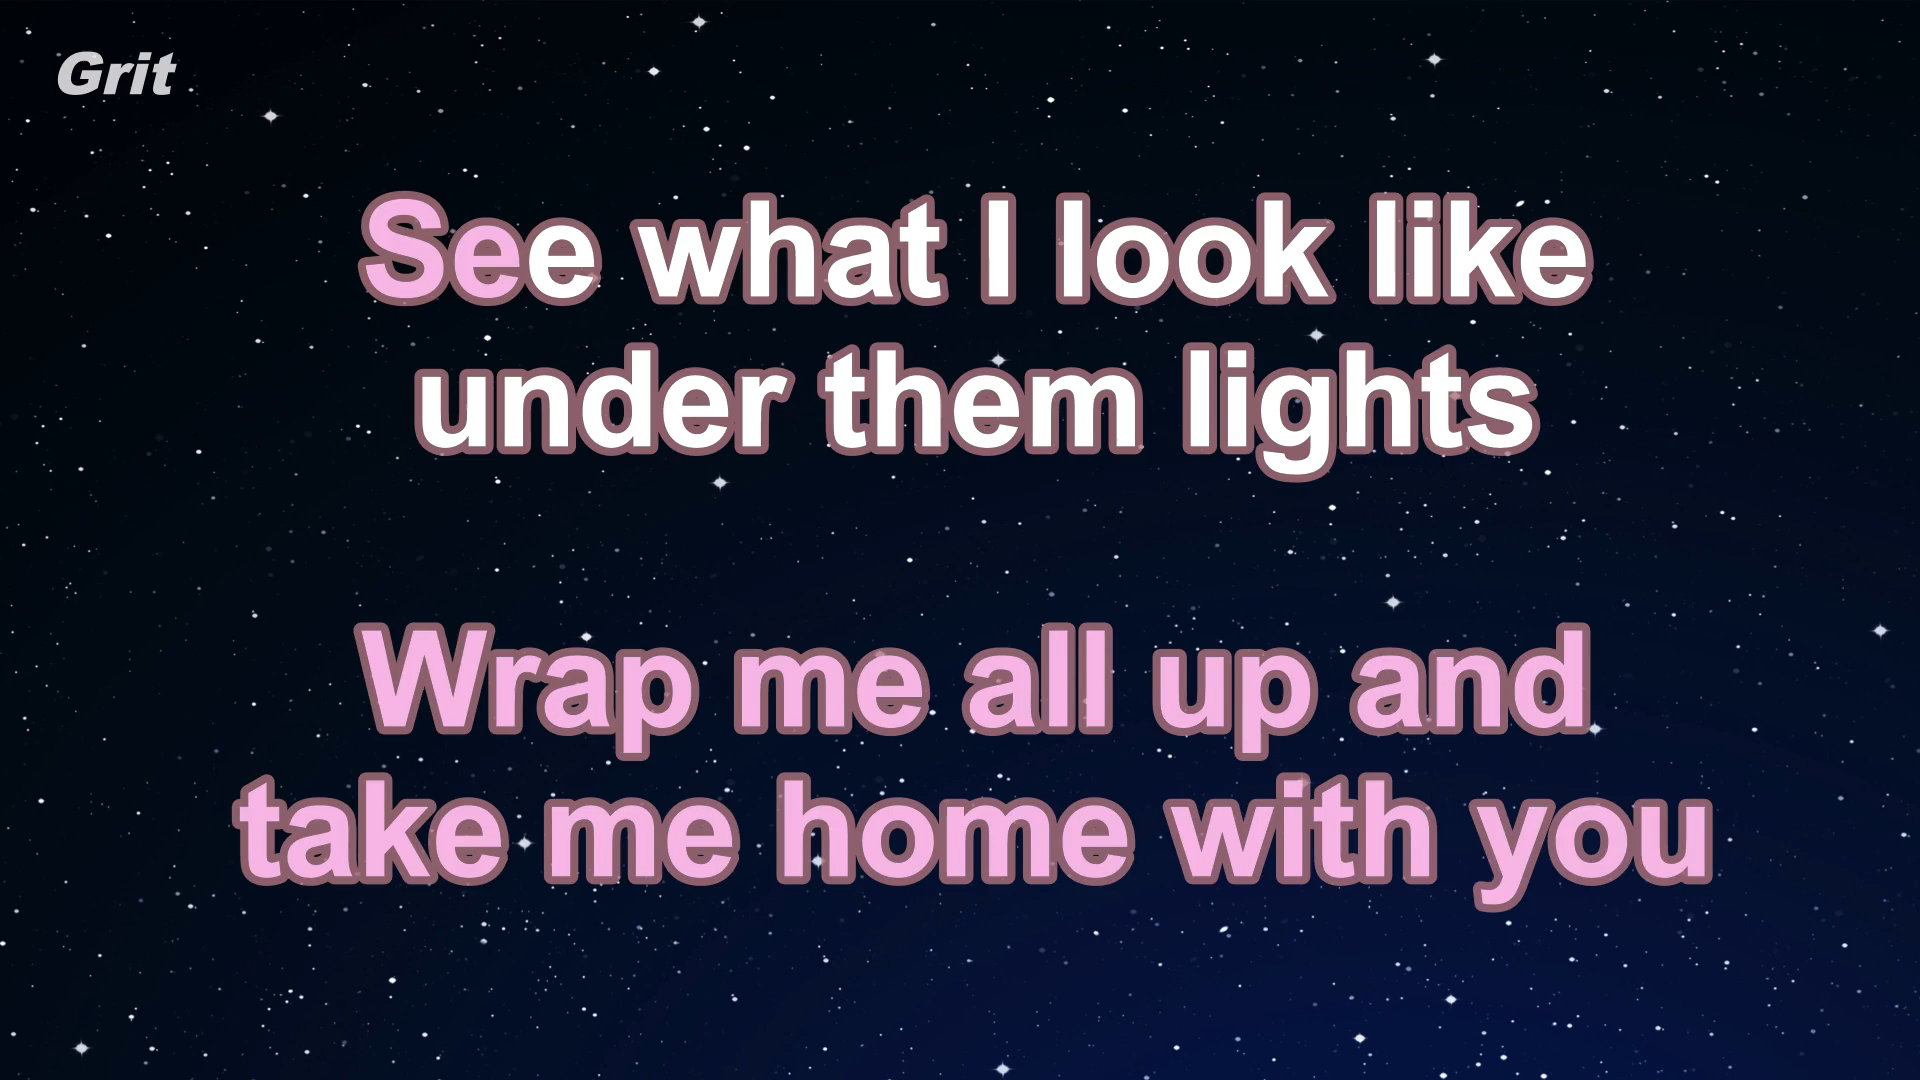 Grit
See what I look like
under them lights
Wrap me all up and
take me home with you